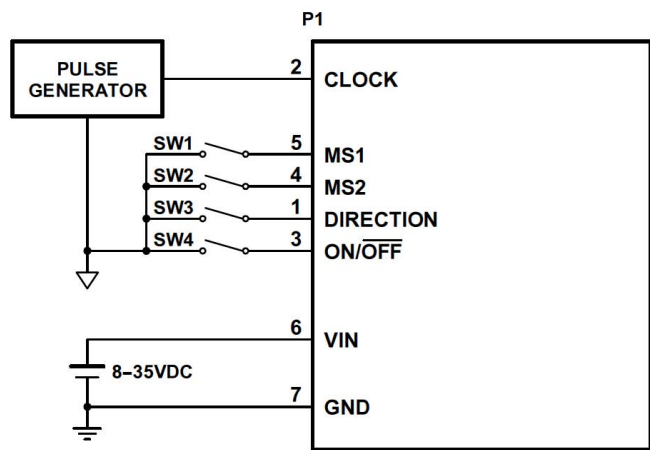 P1
PULSE
GENERATOR
2
CLOCK
SW1
5
MS1
SW2
4
MS2
SW3
1
DIRECTION
SW4
3
ON/OFF
6
VIN
8–35VDC
7
GND